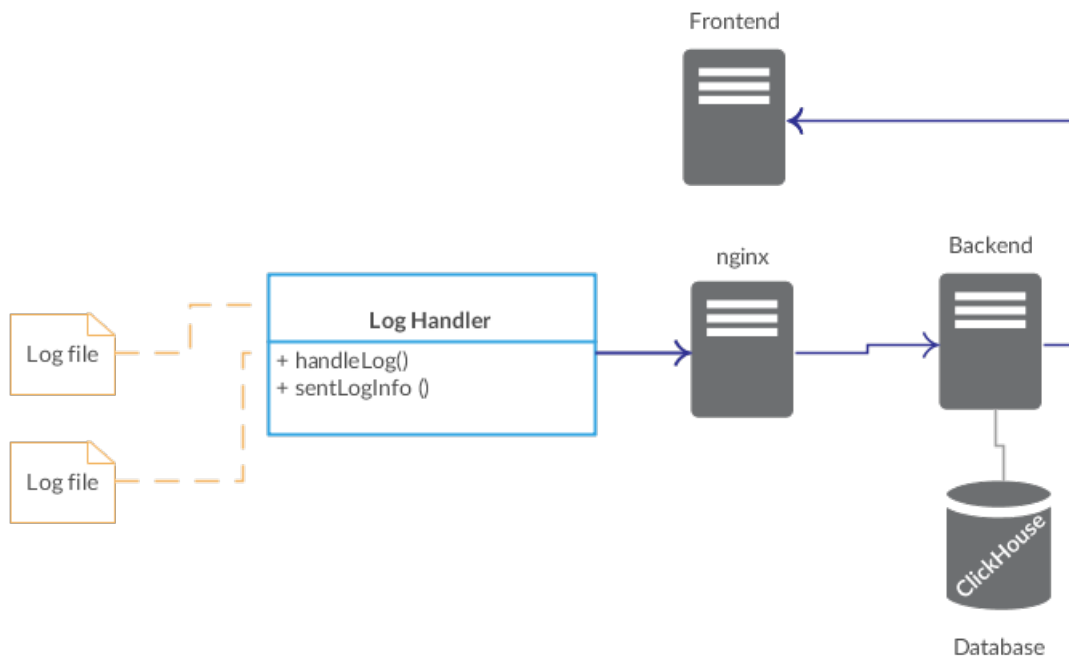 Frontend
Backend
nginx
Log Handler
Log file
+ handleLog()
+ sentLogInfo ()
Log file
ClickHouse
Database